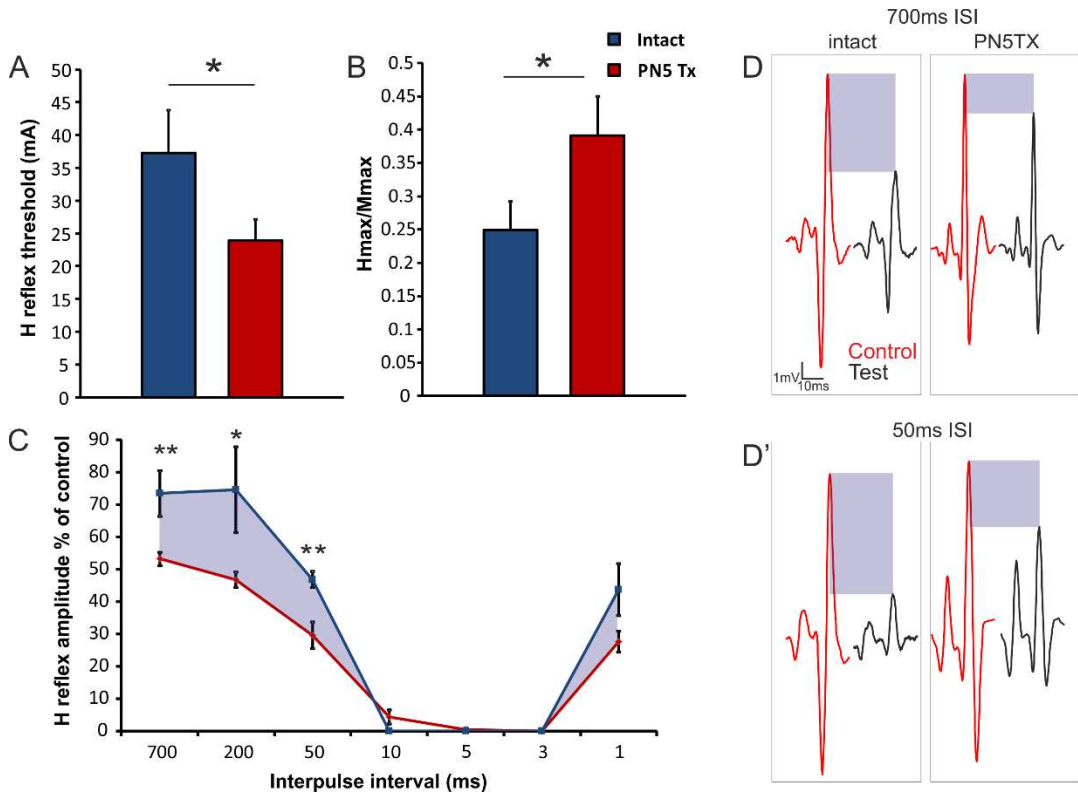 A
H reflex threshold (mA)
50
45
40
35
30
25
20
15
10
5
0
*
B
Hmax/Mmax
0.5
0.45
0.4
0.35
0.3
0.25
0.2
0.15
0.1
0.05
0
*
Intact
PN5 Tx
C
H reflex amplitude % of control
90
80
70
60
50
40
30
20
10
0
**
*
**
700 200 50 10 5 3 1
Interpulse interval (ms)
700ms ISI
D intact PN5TX
Control
Test
1mV
10ms
50ms ISI
D'